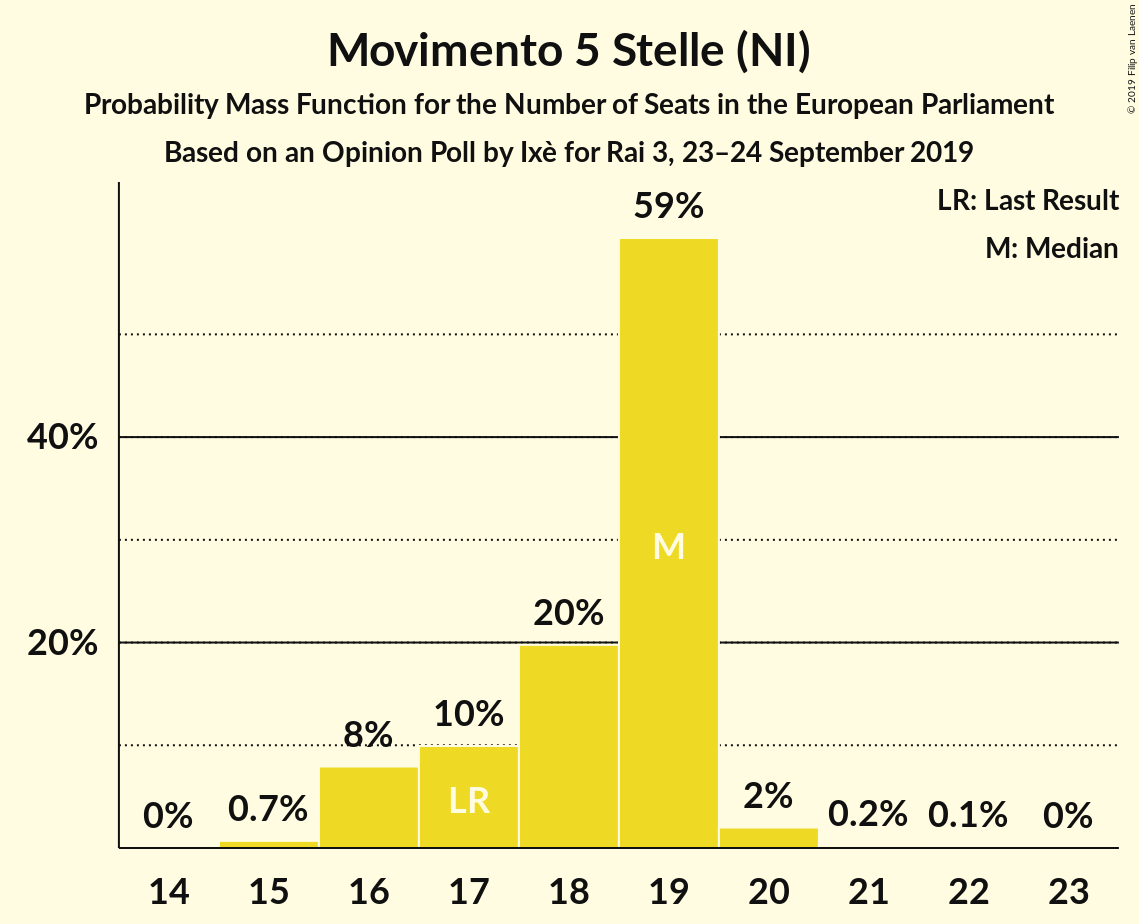 Movimento 5 Stelle (NI)
Probability Mass Function for the Number of Seats in the European Parliament
Based on an Opinion Poll by Ixè for Rai 3, 23–24 September 2019
© 2019 Filip van Laenen
LR: Last Result
M: Median
59%
40%
M
20%
20%
10%
8%
LR
0%
0.7%
2%
0.2%
0.1%
0%
14 15 16 17 18 19 20 21 22 23